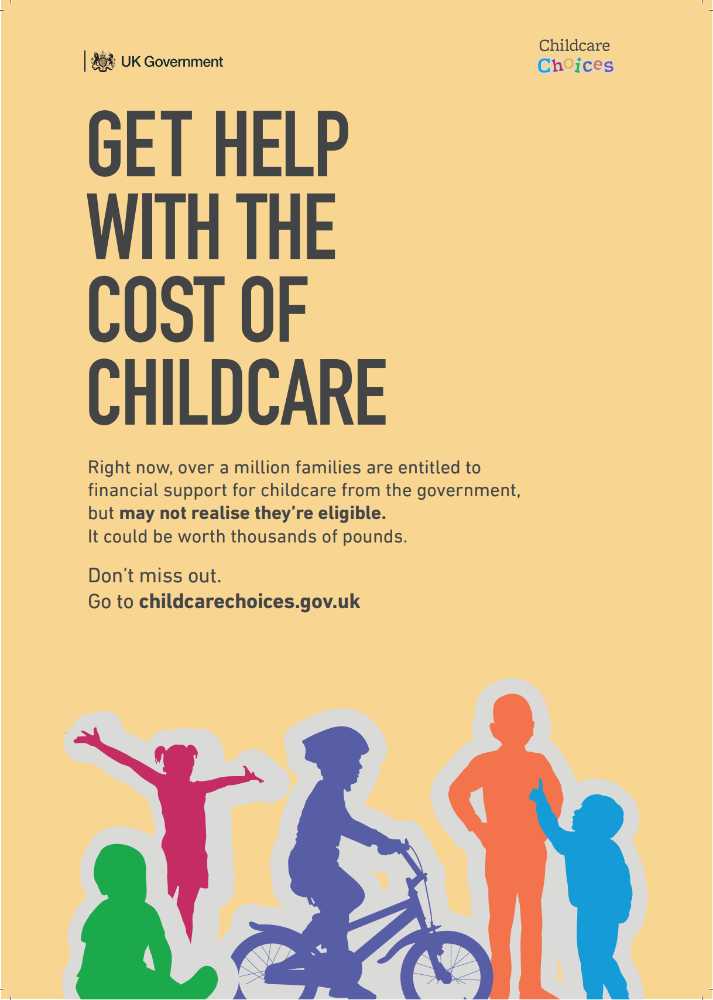 UK Government
Childcare
Choices
GET HELP
WITH THE
COST OF
CHILDCARE
Right now, over a million families are entitled to
financial support for childcare from the government,
but may not realise they’re eligible.
It could be worth thousands of pounds.
Don’t miss out.
Go to childcarechoices.gov.uk